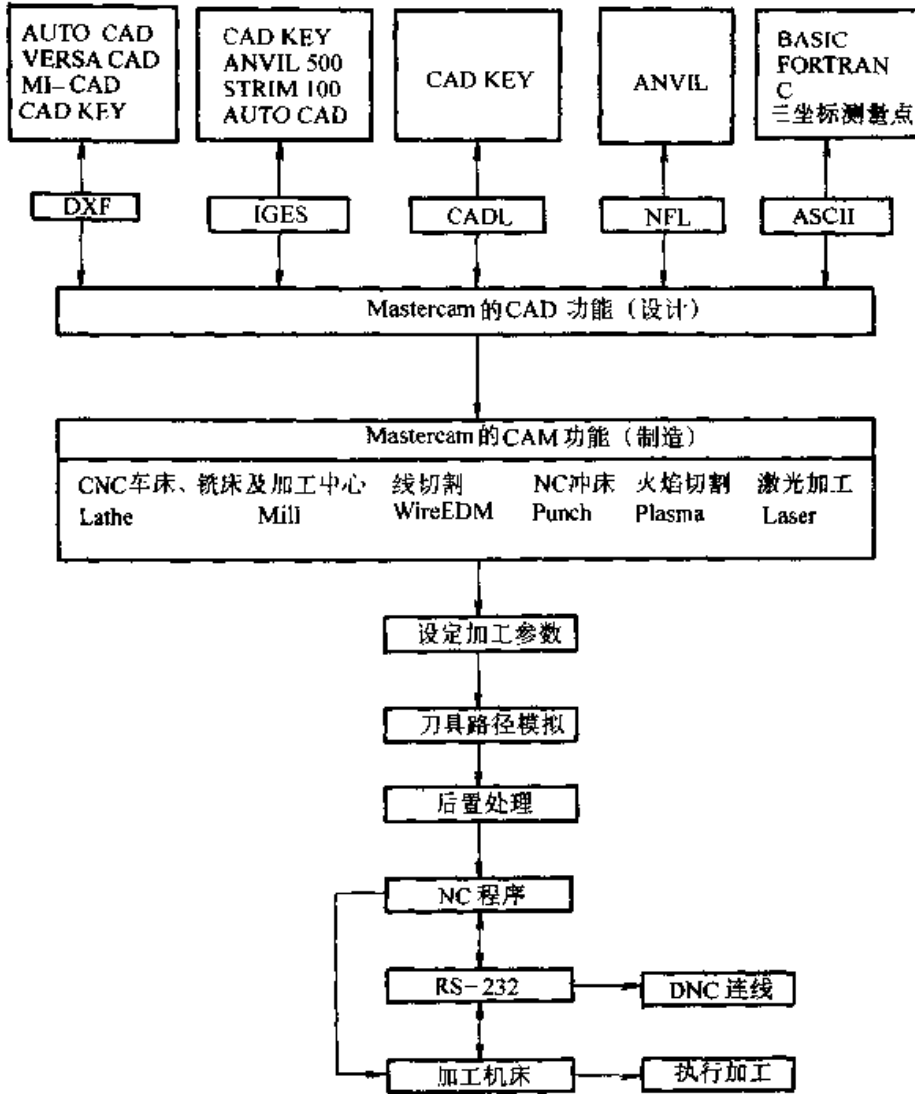 AUTO CAD
VERSA CAD
MI-CAD
CAD KEY
CAD KEY
ANVIL 500
STRIM 100
AUTO CAD
CAD KEY
ANVIL
BASIC
FORTRAN
C
三坐标测量点
DXF
IGES
CADL
NFL
ASCII
Mastercam的CAD 功能（设计）
Mastercam的CAM功能（制造）
CNC车床、铣床及加工中心 线切割 NC冲床 火焰切割 激光加工
Lathe Mill WireEDM Punch Plasma Laser
设定加工参数
刀具路径模拟
后置处理
NC 程序
RS-232
DNC 连线
加工机床
执行加工